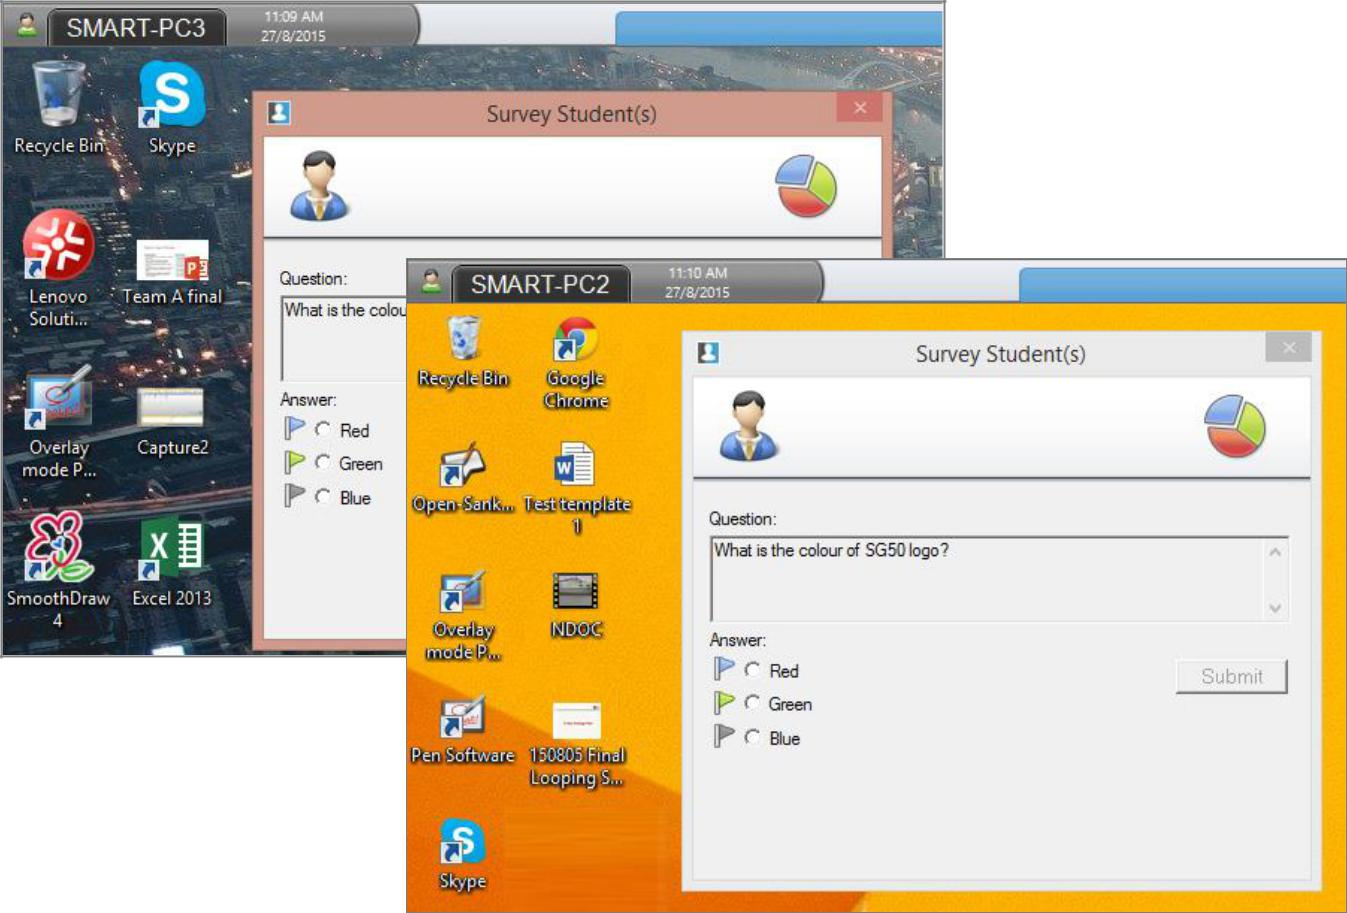 SMART-PC3
11:09 AM
27/8/2015
Recycle Bin
Skype
Lenovo
Soluti...
Team A final
Overlay
mode P...
Capture2
SmoothDraw
4
Excel 2013
Survey Student(s)
Question:
What is the colou
Answer:
Red
Green
Blue
SMART-PC2
11:10 AM
27/8/2015
Recycle Bin
Google
Chrome
Open-Sank...
Test template
1
Overlay
mode P...
NDOC
Pen Software
150805 Final
Looping S...
Skype
Survey Student(s)
Question:
What is the colour of SG50 logo?
Answer:
Red
Green
Blue
Submit